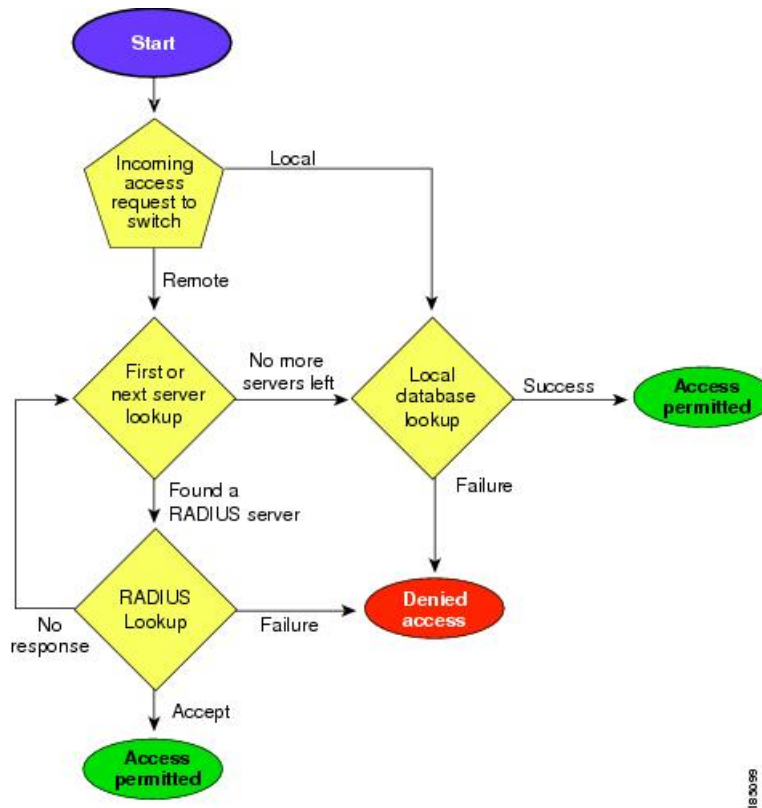 Start
Incoming
access
request to
switch
Local
Remote
First or
next server
lookup
No more
servers left
Local
database
lookup
Success
Access
permitted
Found a
RADIUS server
Failure
RADIUS
Lookup
No
response
Failure
Denied
access
Accept
Access
permitted
185099